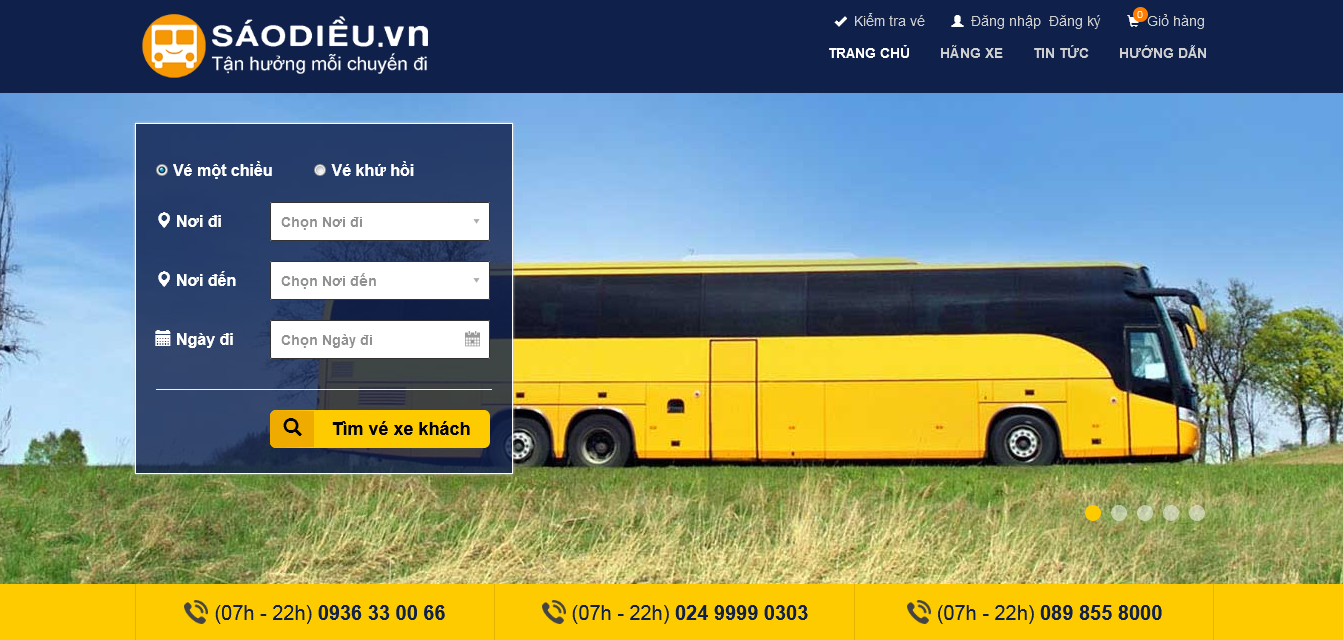 SÁODIỀU.vn
Tận hưởng mỗi chuyến đi
Kiểm tra vé Đăng nhập Đăng ký 0 Giỏ hàng
TRANG CHỦ HÃNG XE TIN TỨC HƯỚNG DẪN
Vé một chiều Vé khứ hồi
Nơi đi Chọn Nơi đi
Nơi đến Chọn Nơi đến
Ngày đi Chọn Ngày đi
Tìm vé xe khách
(07h - 22h) 0936 33 00 66 (07h - 22h) 024 9999 0303 (07h - 22h) 089 855 8000